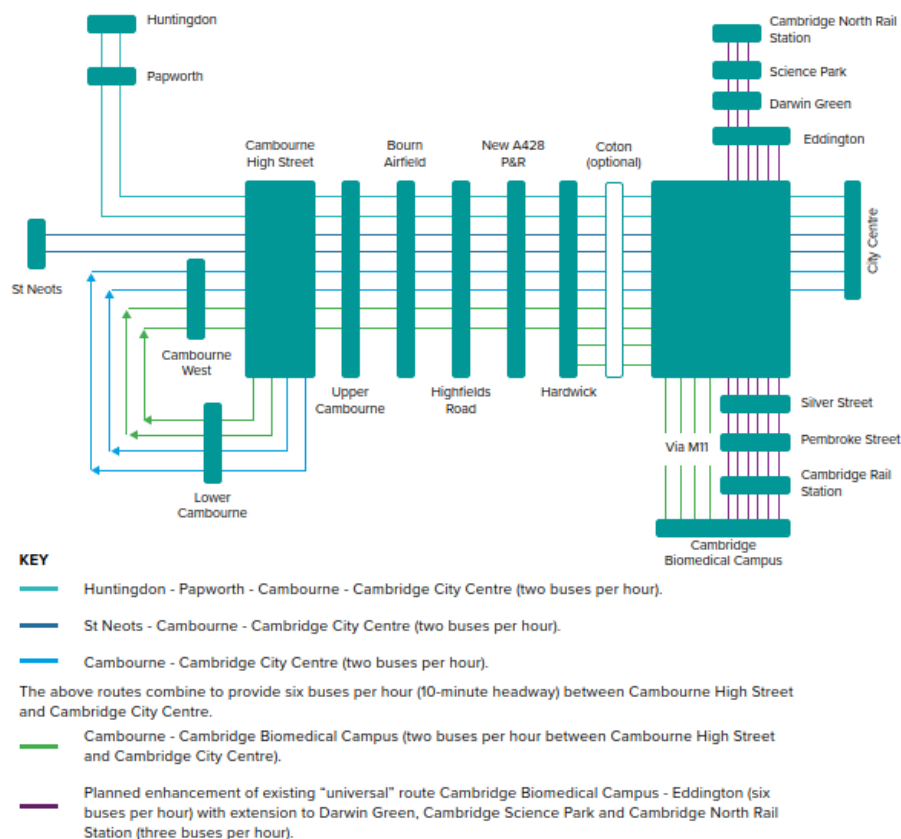 Huntingdon
Papworth
Cambridge North Rail
Station
Science Park
Darwin Green
Eddington
Cambourne
High Street
Bourn
Airfield
New A428
P&R
Coton
(optional)
City Centre
St Neots
Cambourne
West
Upper
Cambourne
Highfields
Road
Hardwick
Lower
Cambourne
Via M11
Silver Street
Pembroke Street
Cambridge Rail
Station
Cambridge
Biomedical Campus
KEY
Huntingdon - Papworth - Cambourne - Cambridge City Centre (two buses per hour).
St Neots - Cambourne - Cambridge City Centre (two buses per hour).
Cambourne - Cambridge City Centre (two buses per hour).
The above routes combine to provide six buses per hour (10-minute headway) between Cambourne High Street
and Cambridge City Centre.
Cambourne - Cambridge Biomedical Campus (two buses per hour between Cambourne High Street
and Cambridge City Centre).
Planned enhancement of existing “universal” route Cambridge Biomedical Campus - Eddington (six
buses per hour) with extension to Darwin Green, Cambridge Science Park and Cambridge North Rail
Station (three buses per hour).